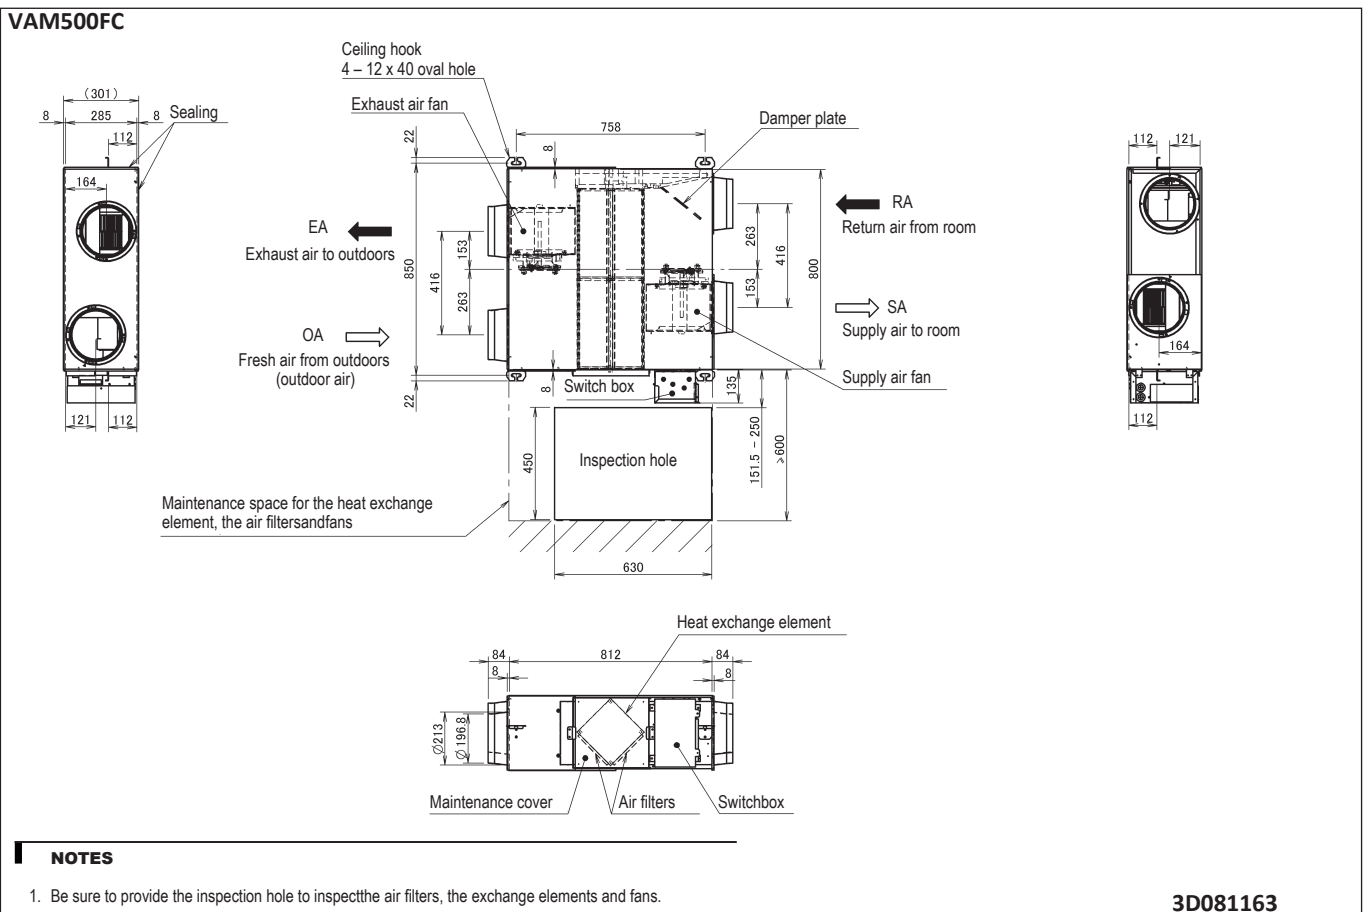 VAM500FC
Ceiling hook
4 – 12 x 40 oval hole
Exhaust air fan
758
Damper plate
(301)
8 285 8
Sealing
112
164
22
8
EA
Exhaust air to outdoors
RA
Return air from room
850
416
153
263
263
416
153
800
OA
Fresh air from outdoors
(outdoor air)
SA
Supply air to room
Supply air fan
22
8
Switch box
135
121 112
112 121
164
112
450
Inspection hole
151.5 – 250
≥600
Maintenance space for the heat exchange
element, the air filtersandfans
630
Heat exchange element
84 812 84
8 8
Ø213
Ø196.8
Maintenance cover
Air filters
Switchbox
NOTES
1. Be sure to provide the inspection hole to inspectthe air filters, the exchange elements and fans.
3D081163